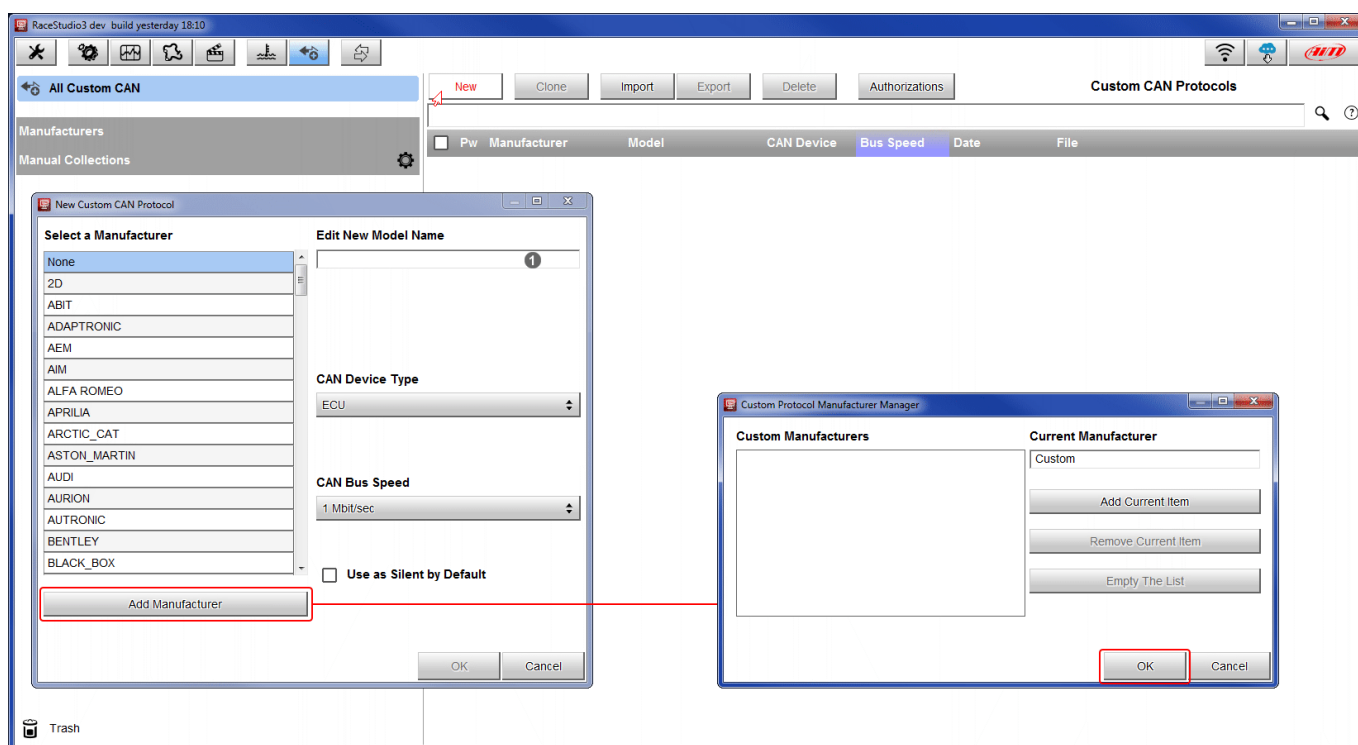 RaceStudio3 dev build yesterday 18:10
AiM
All Custom CAN
New Clone Import Export Delete Authorizations Custom CAN Protocols
Manufacturers
Manual Collections
Pw Manufacturer Model CAN Device Bus Speed Date File
New Custom CAN Protocol
Select a Manufacturer
None
2D
ABIT
ADAPTRONIC
AEM
AIM
ALFA ROMEO
APRILIA
ARCTIC_CAT
ASTON_MARTIN
AUDI
AURION
AUTRONIC
BENTLEY
BLACK_BOX
Add Manufacturer
Edit New Model Name
1
CAN Device Type
ECU
CAN Bus Speed
1 Mbit/sec
Use as Silent by Default
OK Cancel
Custom Protocol Manufacturer Manager
Custom Manufacturers
Current Manufacturer
Custom
Add Current Item
Remove Current Item
Empty The List
OK Cancel
Trash